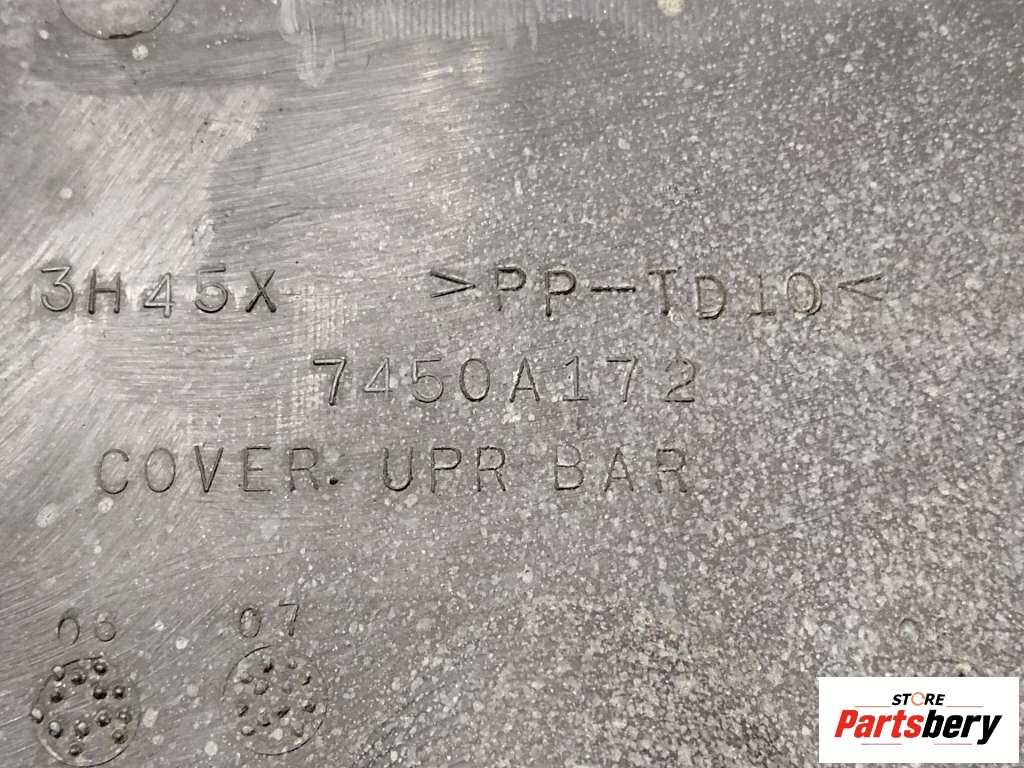 3H45X >PP-TD10<
7450A172
COVER. UPR BAR
06 07
STORE
Partsbery